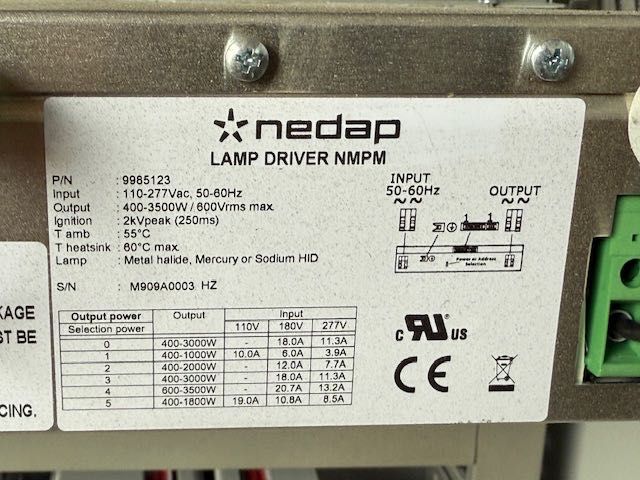 nedap
LAMP DRIVER NMPM
P/N : 9985123
Input : 110-277Vac, 50-60Hz
Output : 400-3500W / 600Vrms max.
Ignition : 2kVpeak (250ms)
T amb : 55°C
T heatsink : 60°C max.
Lamp : Metal halide, Mercury or Sodium HID
S/N : M909A0003 HZ
INPUT
50-60Hz
OUTPUT
Power or Address
Selection
Output power Output Input
Selection power 110V 180V 277V
0 400-3000W - 18.0A 11.3A
1 400-1000W 10.0A 6.0A 3.9A
2 400-2000W - 12.0A 7.7A
3 400-3000W - 18.0A 11.3A
4 600-3500W - 20.7A 13.2A
5 400-1800W 19.0A 10.8A 8.5A
c RU US
CE
KAGE
ST BE
CING.